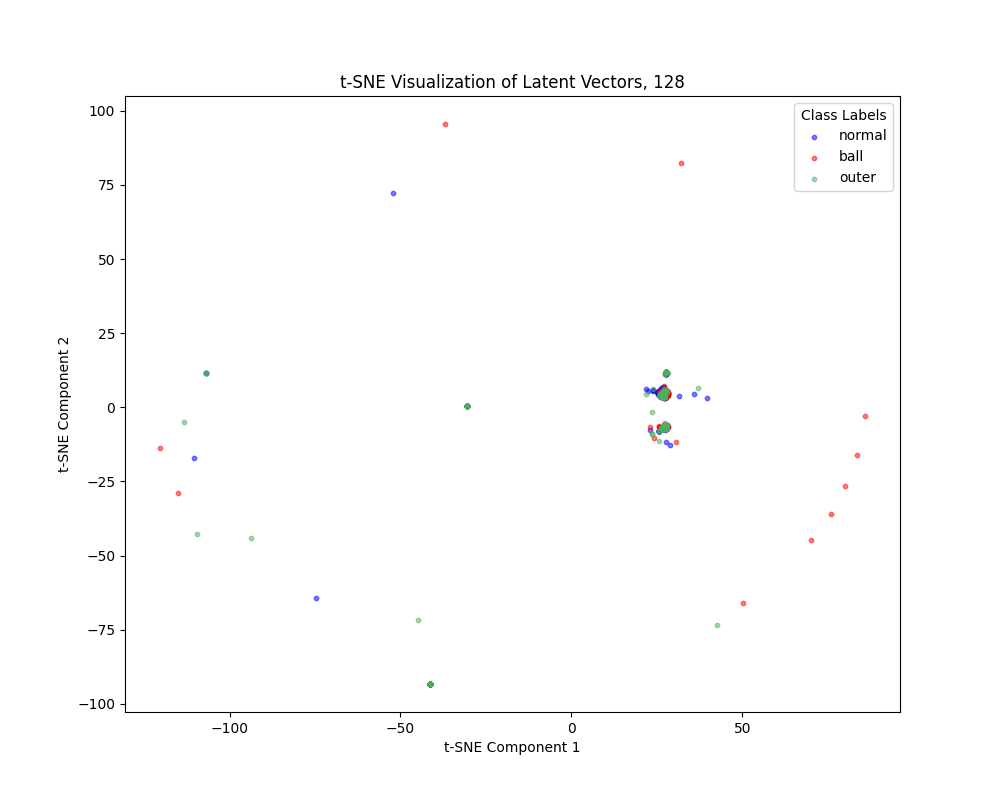 t-SNE Visualization of Latent Vectors, 128
Class Labels
normal
ball
outer
100
75
50
25
0
−25
−50
−75
−100
t-SNE Component 2
−100
−50
0
50
t-SNE Component 1